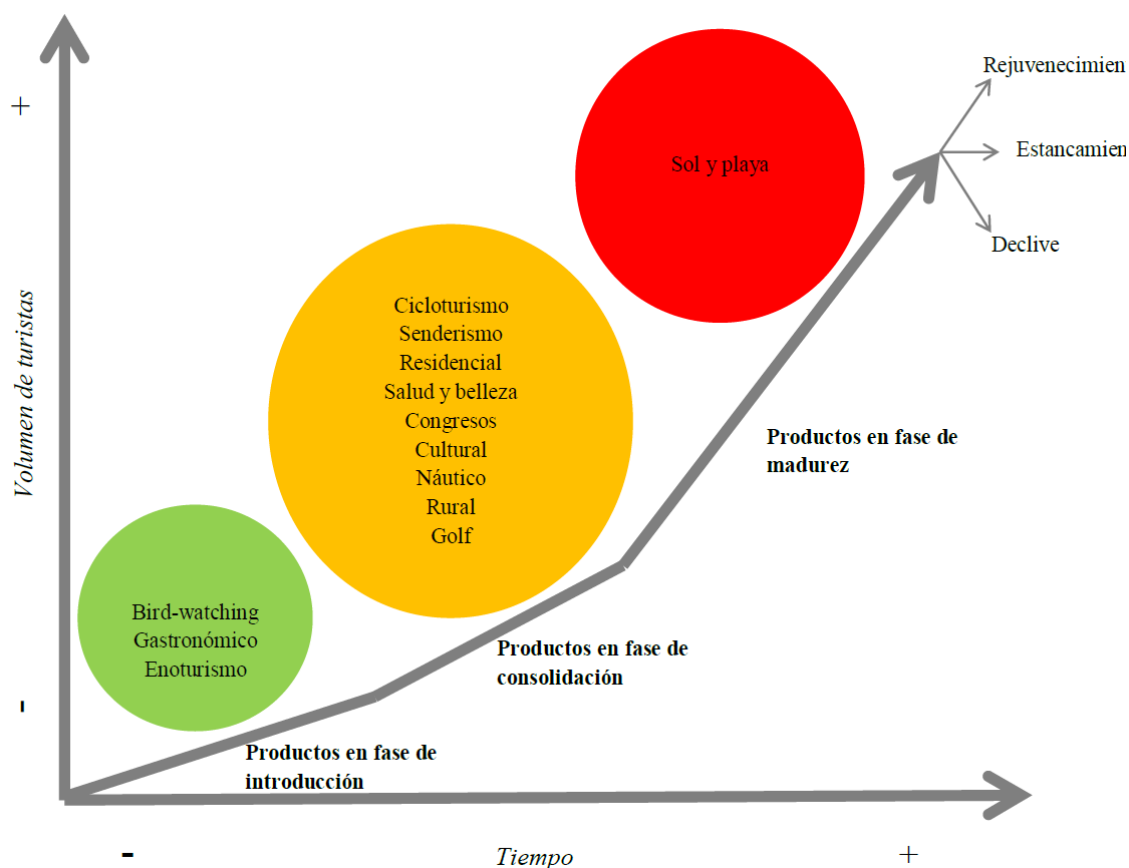 +
Volumen de turistas
-
Rejuvenecimien
Estancamien
Declive
Sol y playa
Cicloturismo
Senderismo
Residencial
Salud y belleza
Congresos
Cultural
Náutico
Rural
Golf
Productos en fase de
madurez
Bird-watching
Gastronómico
Enoturismo
Productos en fase de
consolidación
Productos en fase de
introducción
-
Tiempo
+